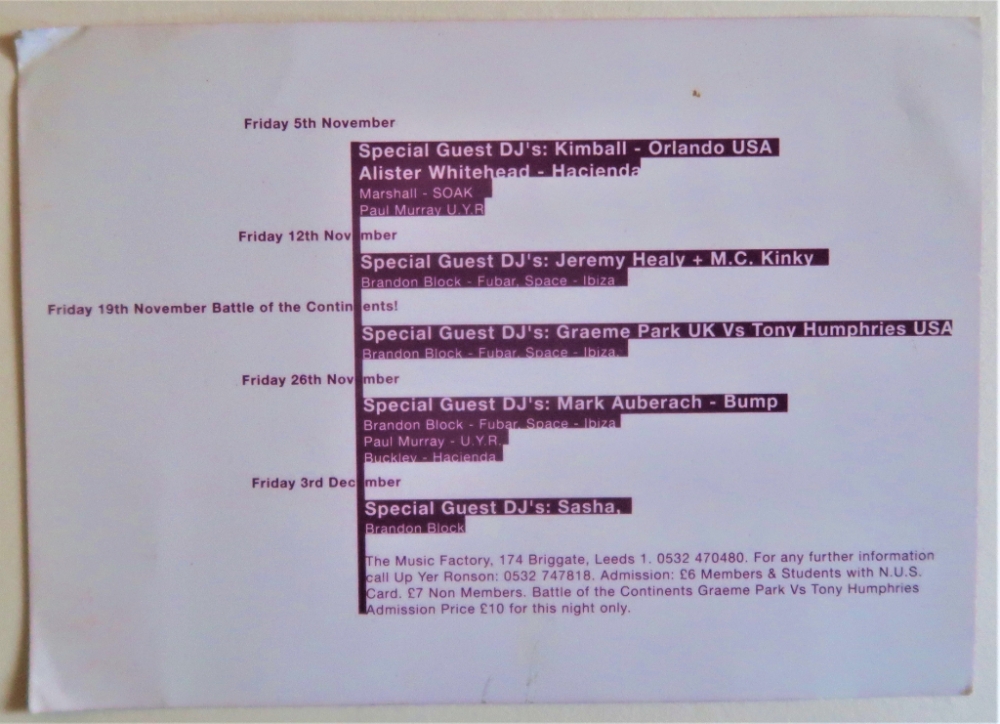 Friday 5th November
Special Guest DJ's: Kimball - Orlando USA
Alister Whitehead - Hacienda
Marshall - SOAK
Paul Murray U.Y.R
Friday 12th November
Special Guest DJ's: Jeremy Healy + M.C. Kinky
Brandon Block - Fubar, Space - Ibiza
Friday 19th November Battle of the Continents!
Special Guest DJ's: Graeme Park UK Vs Tony Humphries USA
Brandon Block - Fubar, Space - Ibiza.
Friday 26th November
Special Guest DJ's: Mark Auberach - Bump
Brandon Block - Fubar, Space - Ibiza
Paul Murray - U.Y.R.
Buckley - Hacienda
Friday 3rd December
Special Guest DJ's: Sasha,
Brandon Block
The Music Factory, 174 Briggate, Leeds 1. 0532 470480. For any further information
call Up Yer Ronson: 0532 747818. Admission: £6 Members & Students with N.U.S.
Card. £7 Non Members. Battle of the Continents Graeme Park Vs Tony Humphries
Admission Price £10 for this night only.